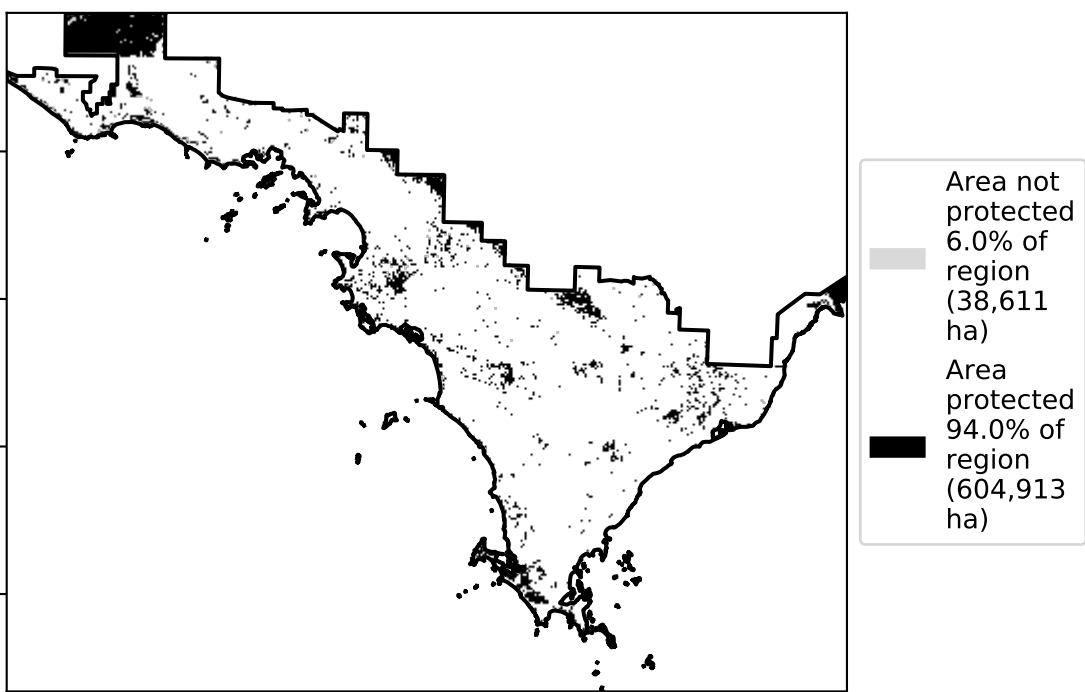 Area not
protected
6.0% of
region
(38,611
ha)
Area
protected
94.0% of
region
(604,913
ha)